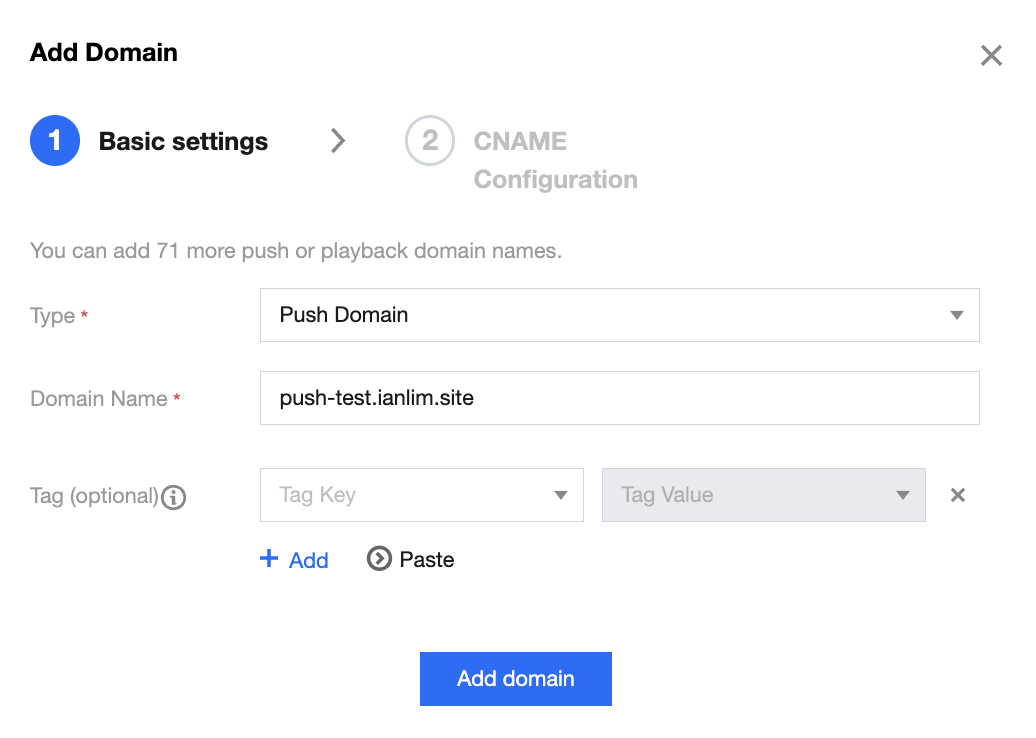 Add Domain
1 Basic settings
2 CNAME
Configuration
You can add 71 more push or playback domain names.
Type * Push Domain
Domain Name * push-test.ianlim.site
Tag (optional) Tag Key Tag Value
+ Add Paste
Add domain